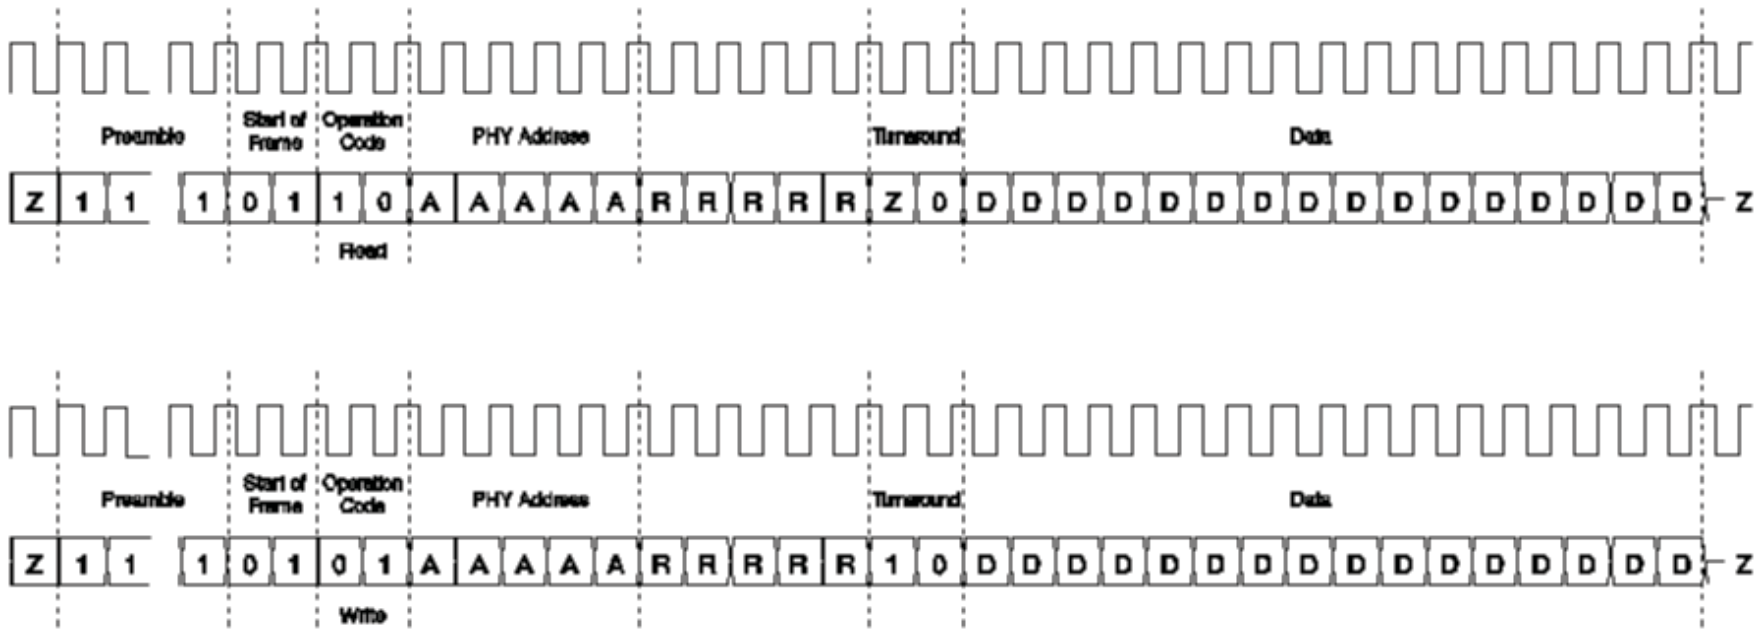 Preamble Start of Frame Operation Code PHY Address Turnaround Data
Z 1 1 1 0 1 1 0 A A A A A R R R R R Z 0 D D D D D D D D D D D D D D D D Z
Read
Preamble Start of Frame Operation Code PHY Address Turnaround Data
Z 1 1 1 0 1 0 1 A A A A A R R R R R 1 0 D D D D D D D D D D D D D D D D Z
Write